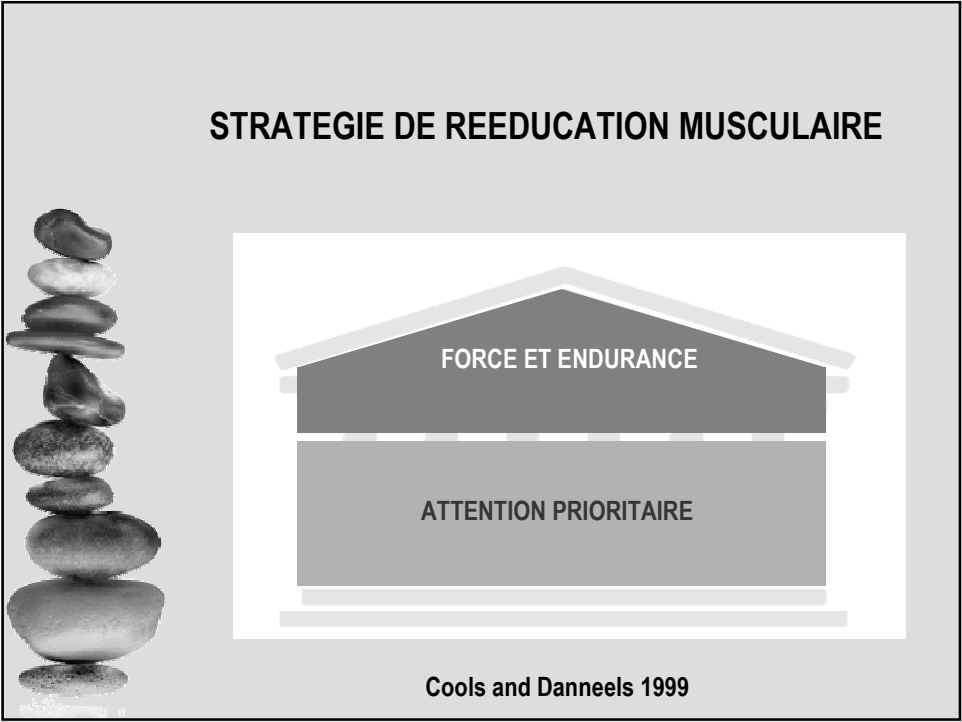 STRATEGIE DE REEDUCATION MUSCULAIRE
FORCE ET ENDURANCE
ATTENTION PRIORITAIRE
Cools and Danneels 1999